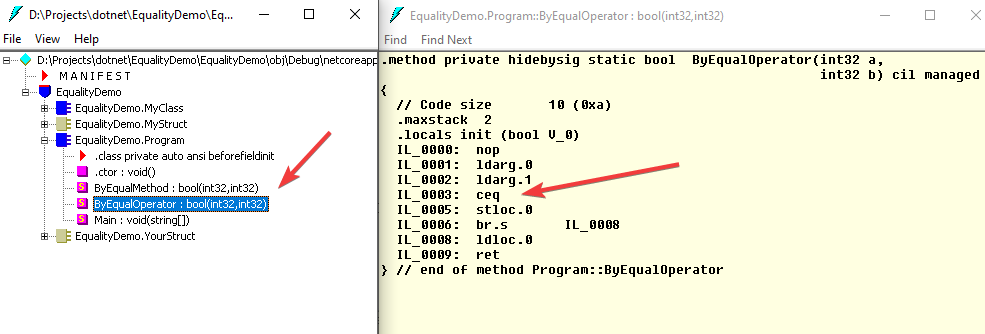 D:\Projects\dotnet\EqualityDemo\Eq...
File View Help
D:\Projects\dotnet\EqualityDemo\EqualityDemo\obj\Debug\netcoreapp
M A N I F E S T
EqualityDemo
EqualityDemo.MyClass
EqualityDemo.MyStruct
EqualityDemo.Program
.class private auto ansi beforefieldinit
.ctor : void()
ByEqualMethod : bool(int32,int32)
ByEqualOperator : bool(int32,int32)
Main : void(string[])
EqualityDemo.YourStruct
EqualityDemo.Program::ByEqualOperator : bool(int32,int32)
Find Find Next
.method private hidebysig static bool  ByEqualOperator(int32 a,
                                                       int32 b) cil managed
{
  // Code size       10 (0xa)
  .maxstack  2
  .locals init (bool V_0)
  IL_0000:  nop
  IL_0001:  ldarg.0
  IL_0002:  ldarg.1
  IL_0003:  ceq
  IL_0005:  stloc.0
  IL_0006:  br.s       IL_0008
  IL_0008:  ldloc.0
  IL_0009:  ret
} // end of method Program::ByEqualOperator